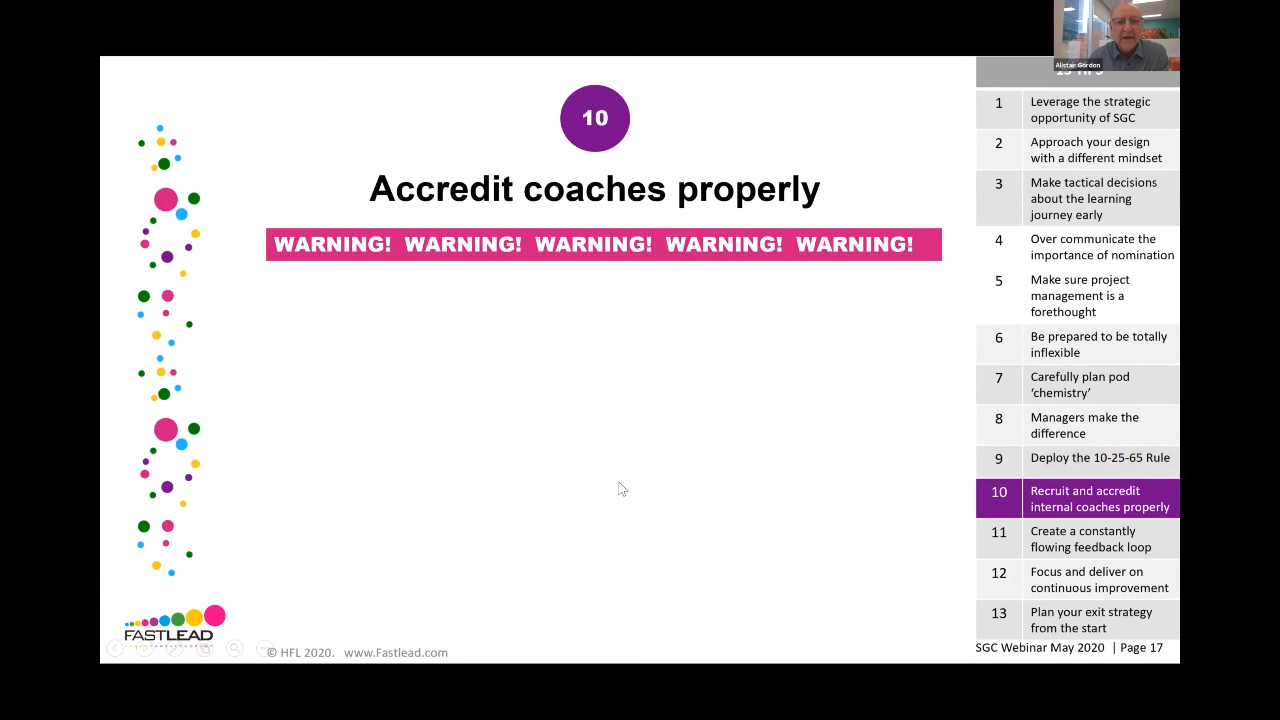 Alistair Gordon
10
Accredit coaches properly
WARNING! WARNING! WARNING! WARNING! WARNING!
1 Leverage the strategic
opportunity of SGC
2 Approach your design
with a different mindset
3 Make tactical decisions
about the learning
journey early
4 Over communicate the
importance of nomination
5 Make sure project
management is a
forethought
6 Be prepared to be totally
inflexible
7 Carefully plan pod
‘chemistry’
8 Managers make the
difference
9 Deploy the 10-25-65 Rule
10 Recruit and accredit
internal coaches properly
11 Create a constantly
flowing feedback loop
12 Focus and deliver on
continuous improvement
13 Plan your exit strategy
from the start
FASTLEAD
© HFL 2020. www.Fastlead.com
SGC Webinar May 2020 | Page 17